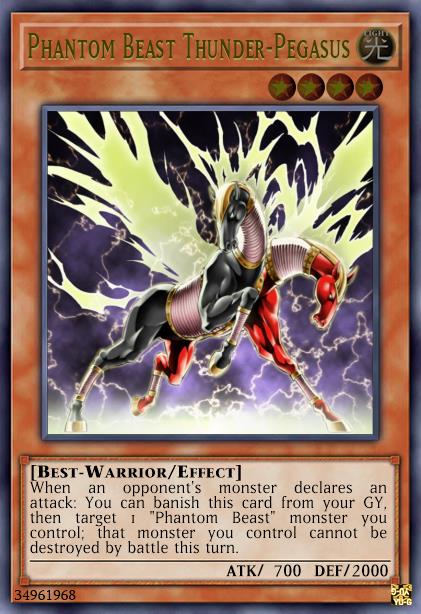 PHANTOM BEAST THUNDER-PEGASUS
LIGHT
光
[BEST-WARRIOR/EFFECT]
When an opponent's monster declares an
attack: You can banish this card from your GY,
then target 1 "Phantom Beast" monster you
control; that monster you control cannot be
destroyed by battle this turn.
ATK/ 700 DEF/2000
34961968